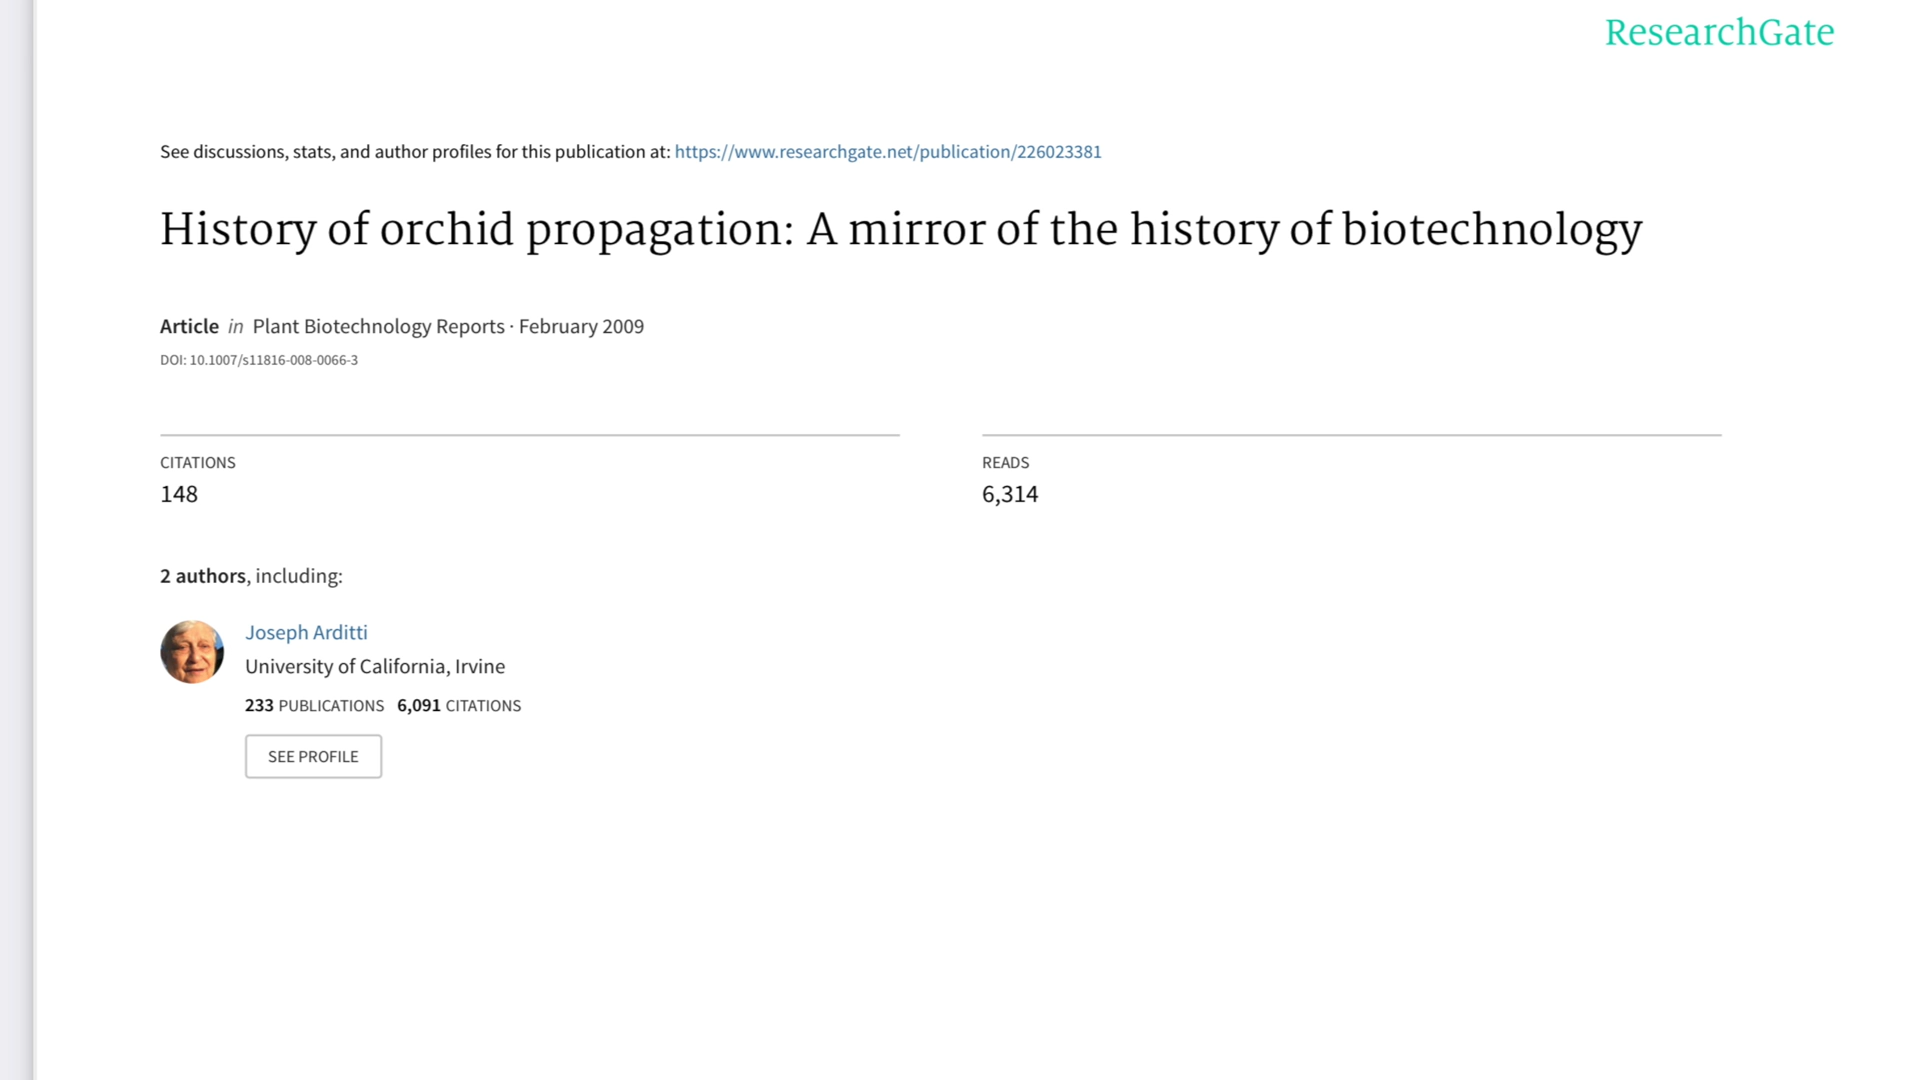 ResearchGate
See discussions, stats, and author profiles for this publication at: https://www.researchgate.net/publication/226023381
History of orchid propagation: A mirror of the history of biotechnology
Article in Plant Biotechnology Reports · February 2009
DOI: 10.1007/s11816-008-0066-3
CITATIONS
148
READS
6,314
2 authors, including:
Joseph Arditti
University of California, Irvine
233 PUBLICATIONS 6,091 CITATIONS
SEE PROFILE